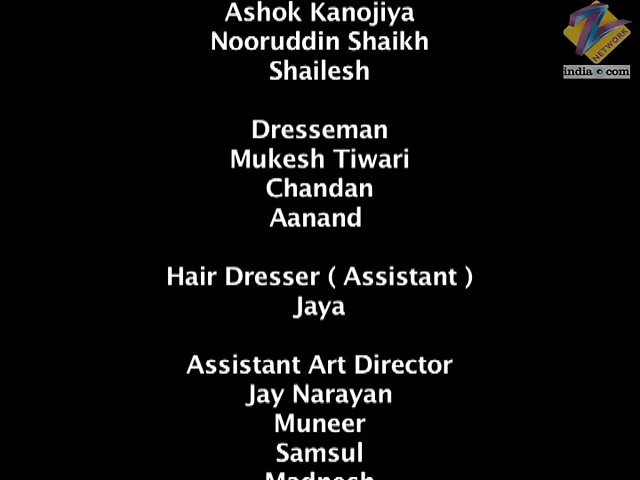 Ashok Kanojiya
Nooruddin Shaikh
Shailesh
Dresseman
Mukesh Tiwari
Chandan
Aanand
Hair Dresser ( Assistant )
Jaya
Assistant Art Director
Jay Narayan
Muneer
Samsul
Z
NETWORK
india.com